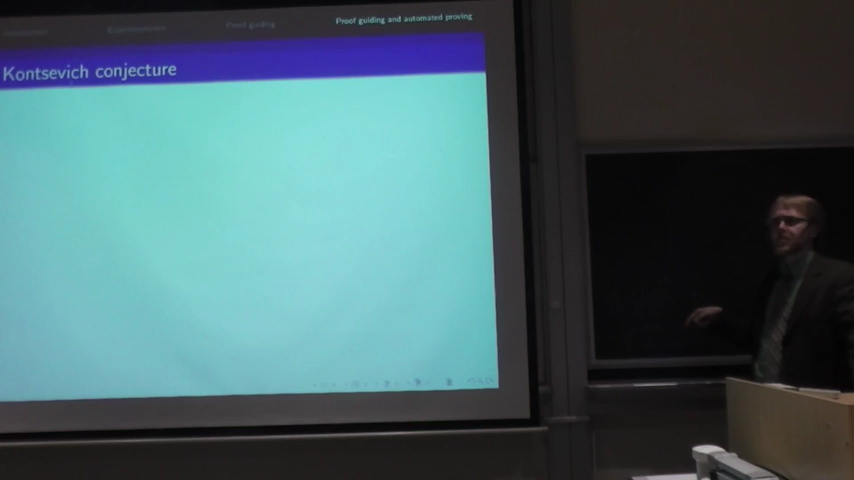 Proof guiding
Proof guiding and automated proving
Kontsevich conjecture